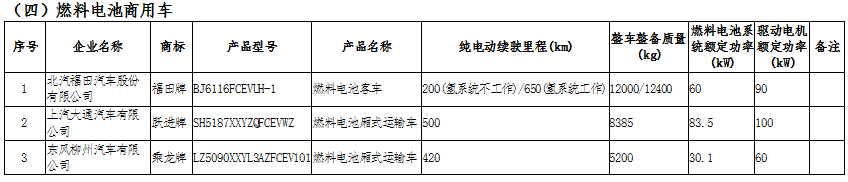 （四）燃料电池商用车
序号 企业名称 商标 产品型号 产品名称 纯电动续驶里程(km) 整车整备质量(kg) 燃料电池系统额定功率(kW) 驱动电机额定功率(kW) 备注
1 北汽福田汽车股份有限公司 福田牌 BJ6116FCEVUH-1 燃料电池客车 200(氢系统不工作)/650(氢系统工作) 12000/12400 60 90
2 上汽大通汽车有限公司 跃进牌 SH5187XXYZQFCEVWZ 燃料电池厢式运输车 500 8385 83.5 100
3 东风柳州汽车有限公司 乘龙牌 LZ5090XXYL3AZFCEV101 燃料电池厢式运输车 420 5200 30.1 60